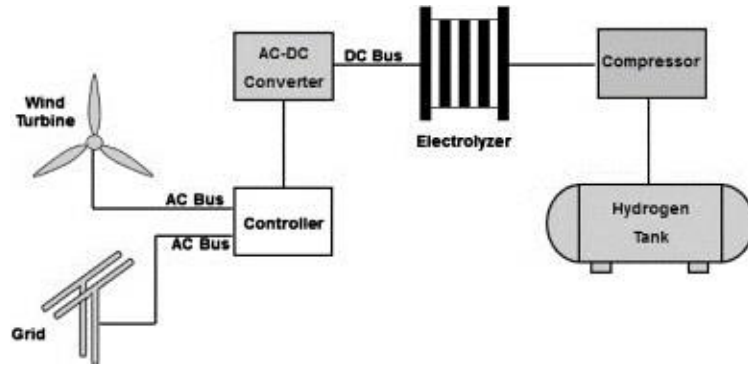 AC-DC
Converter
DC Bus
Compressor
Wind
Turbine
Electrolyzer
AC Bus
Controller
AC Bus
Hydrogen
Tank
Grid